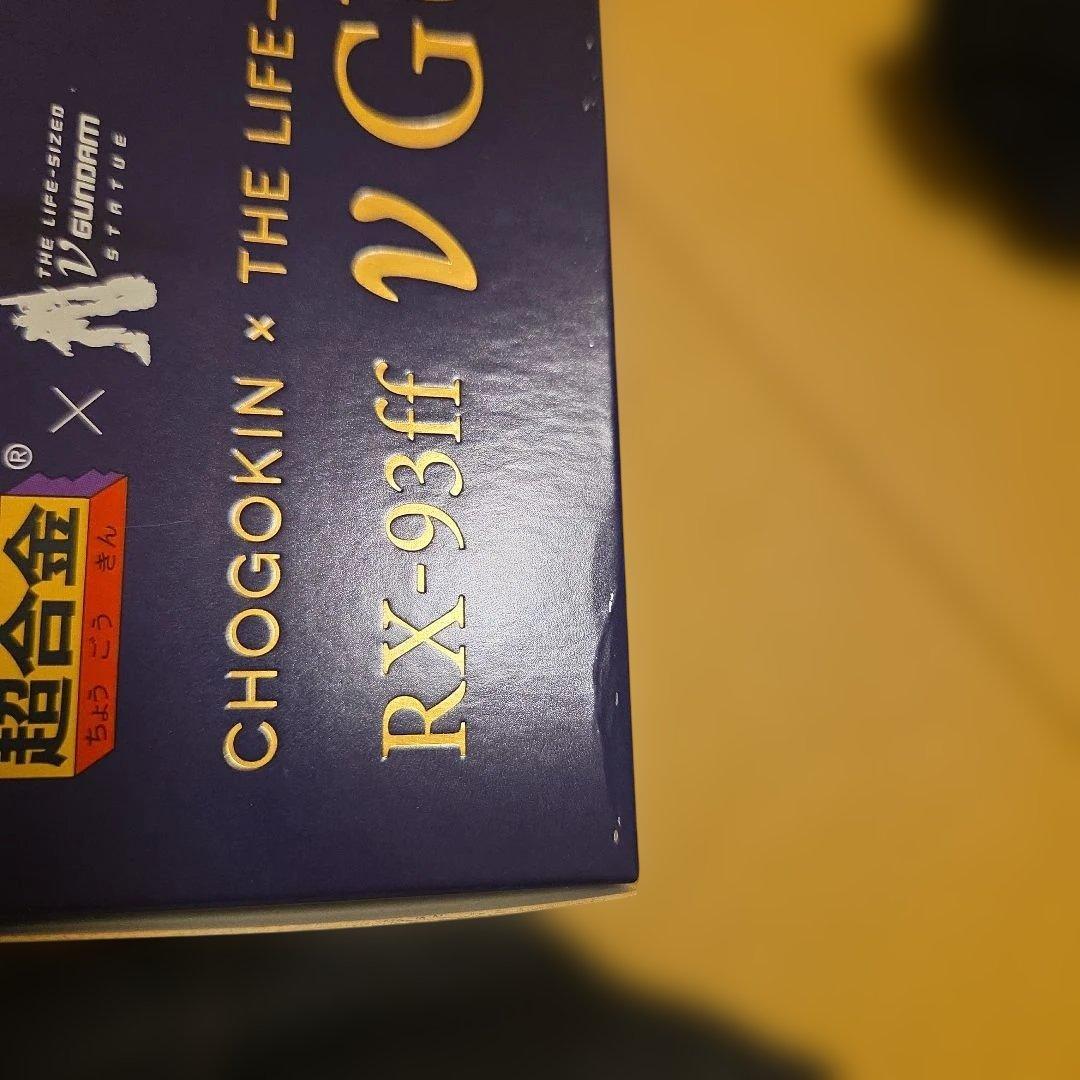 超合金
ちょう ごう きん
®
×
THE LIFE-SIZED
ν GUNDAM
STATUE
CHOGOKIN × THE LIFE-
RX-93ff ν G